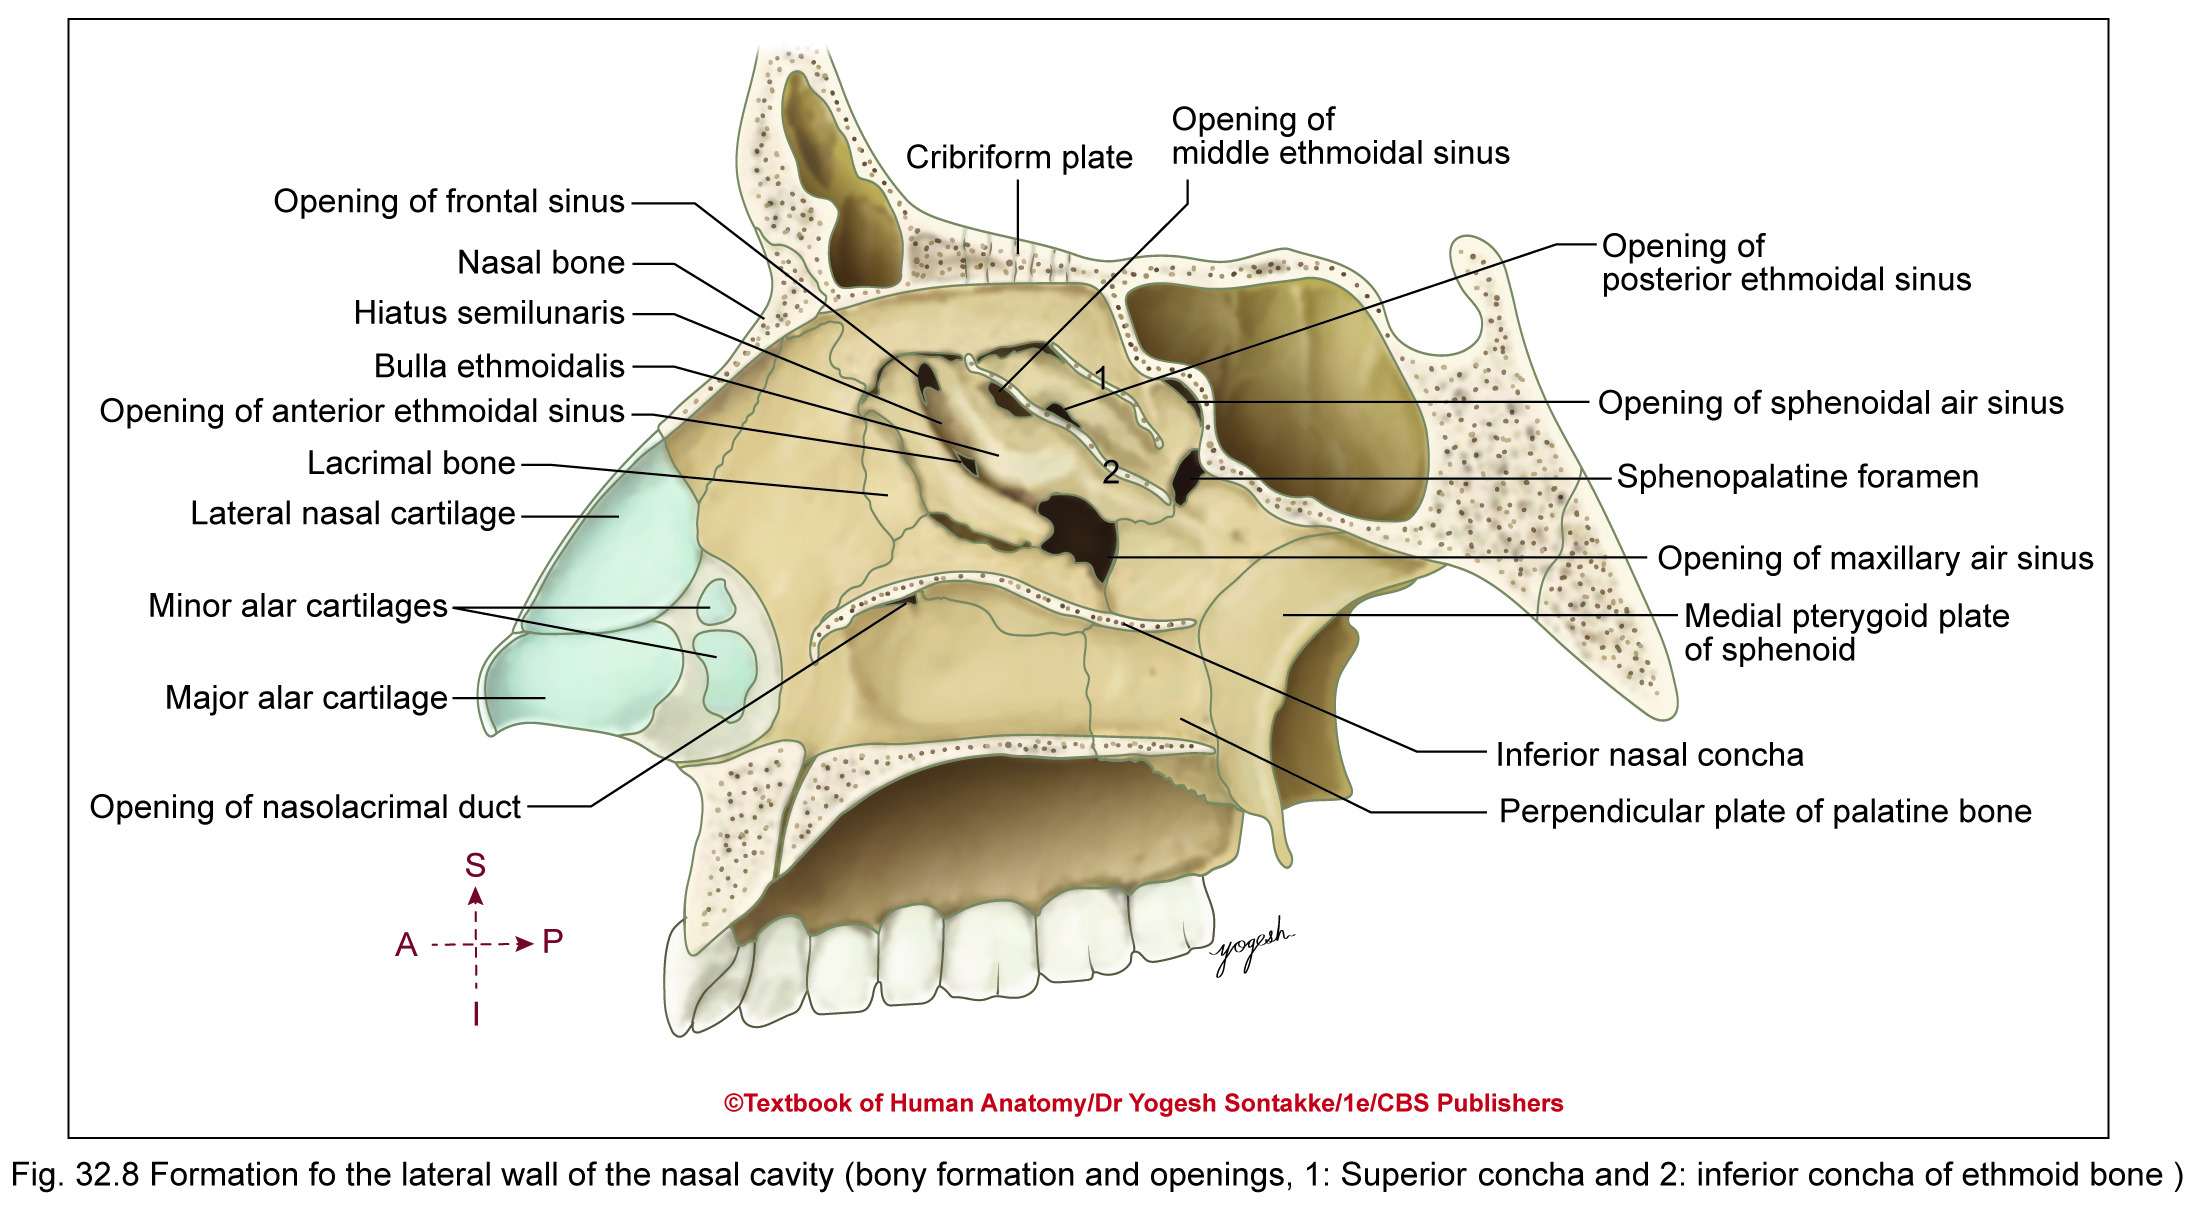 Opening of
middle ethmoidal sinus
Cribriform plate
Opening of frontal sinus
Nasal bone
Hiatus semilunaris
Bulla ethmoidalis
Opening of anterior ethmoidal sinus
Lacrimal bone
Lateral nasal cartilage
Minor alar cartilages
Major alar cartilage
Opening of nasolacrimal duct
Opening of
posterior ethmoidal sinus
1
Opening of sphenoidal air sinus
2
Sphenopalatine foramen
Opening of maxillary air sinus
Medial pterygoid plate
of sphenoid
Inferior nasal concha
Perpendicular plate of palatine bone
S
A P
I
yogesh
©Textbook of Human Anatomy/Dr Yogesh Sontakke/1e/CBS Publishers
Fig. 32.8 Formation fo the lateral wall of the nasal cavity (bony formation and openings, 1: Superior concha and 2: inferior concha of ethmoid bone )